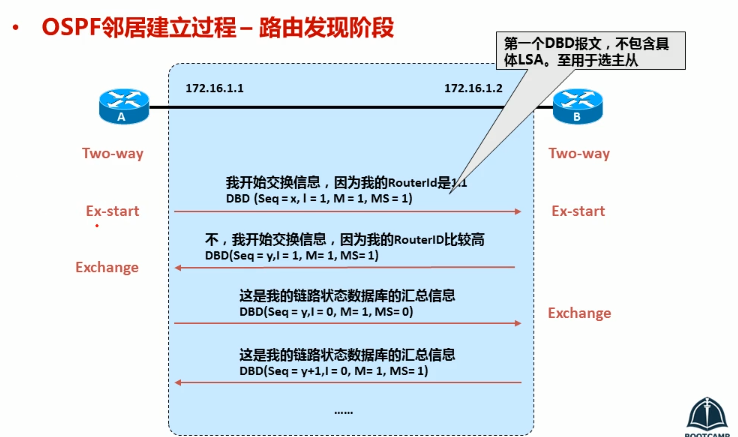 • OSPF邻居建立过程 – 路由发现阶段
第一个DBD报文，不包含具
体LSA。至用于选主从
172.16.1.1
172.16.1.2
A
B
Two-way
Two-way
我开始交换信息，因为我的RouterId是1.1
DBD (Seq = x, I = 1, M = 1, MS = 1)
Ex-start
Ex-start
不，我开始交换信息，因为我的RouterID比较高
DBD(Seq = y,I = 1, M= 1, MS= 1)
Exchange
这是我的链路状态数据库的汇总信息
DBD(Seq = y,I = 0, M= 1, MS= 0)
Exchange
这是我的链路状态数据库的汇总信息
DBD(Seq = y+1,I = 0, M= 1, MS= 1)
……
BOOTCAMP